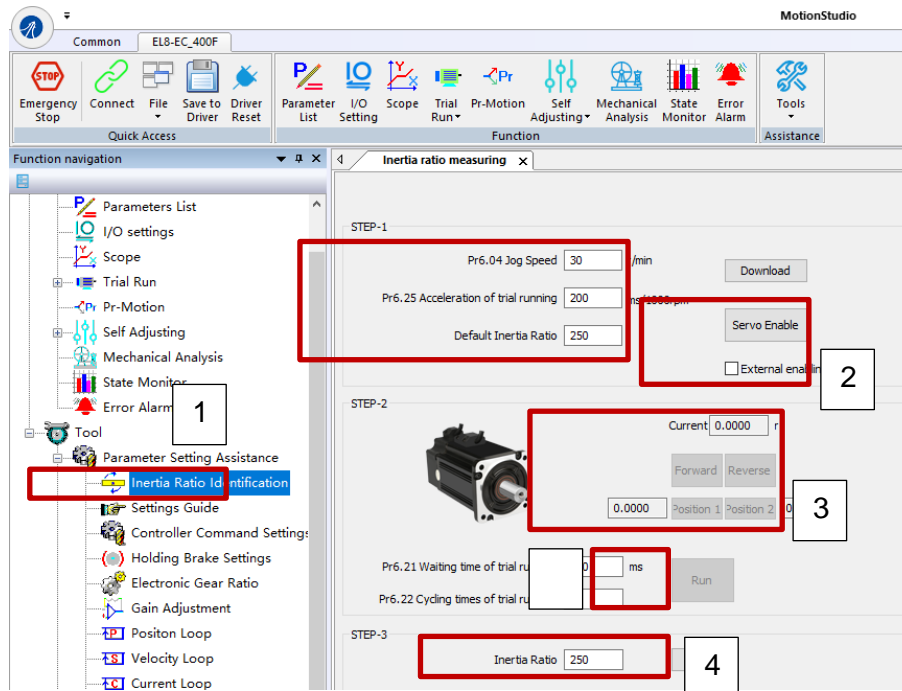 MotionStudio
Common EL8-EC_400F
STOP
Emergency Stop Connect File Save to Driver Driver Reset Parameter List I/O Setting Scope Trial Run Pr-Motion Self Adjusting Mechanical Analysis State Monitor Error Alarm Tools
Quick Access Function Assistance
Function navigation
Inertia ratio measuring x
Parameters List
I/O settings
Scope
Trial Run
Pr-Motion
Self Adjusting
Mechanical Analysis
State Monitor
Error Alarm
1
Tool
Parameter Setting Assistance
Inertia Ratio Identification
Settings Guide
Controller Command Settings
Holding Brake Settings
Electronic Gear Ratio
Gain Adjustment
Positon Loop
Velocity Loop
Current Loop
STEP-1
Pr6.04 Jog Speed 30 /min
Download
Pr6.25 Acceleration of trial running 200 ms/1000rpm
Servo Enable
Default Inertia Ratio 250
External
2
STEP-2
Current 0.0000 r
Forward Reverse
0.0000 Position 1 Position 2 0
3
Pr6.21 Waiting time of trial 0 ms
Run
Pr6.22 Cycling times of trial
STEP-3
Inertia Ratio 250
4